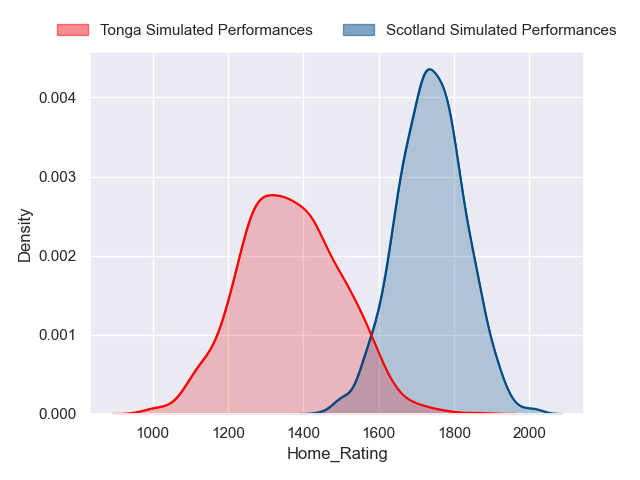 Tonga Simulated Performances Scotland Simulated Performances
0.004
0.003
0.002
0.001
0.000
Density
1000 1200 1400 1600 1800 2000
Home_Rating